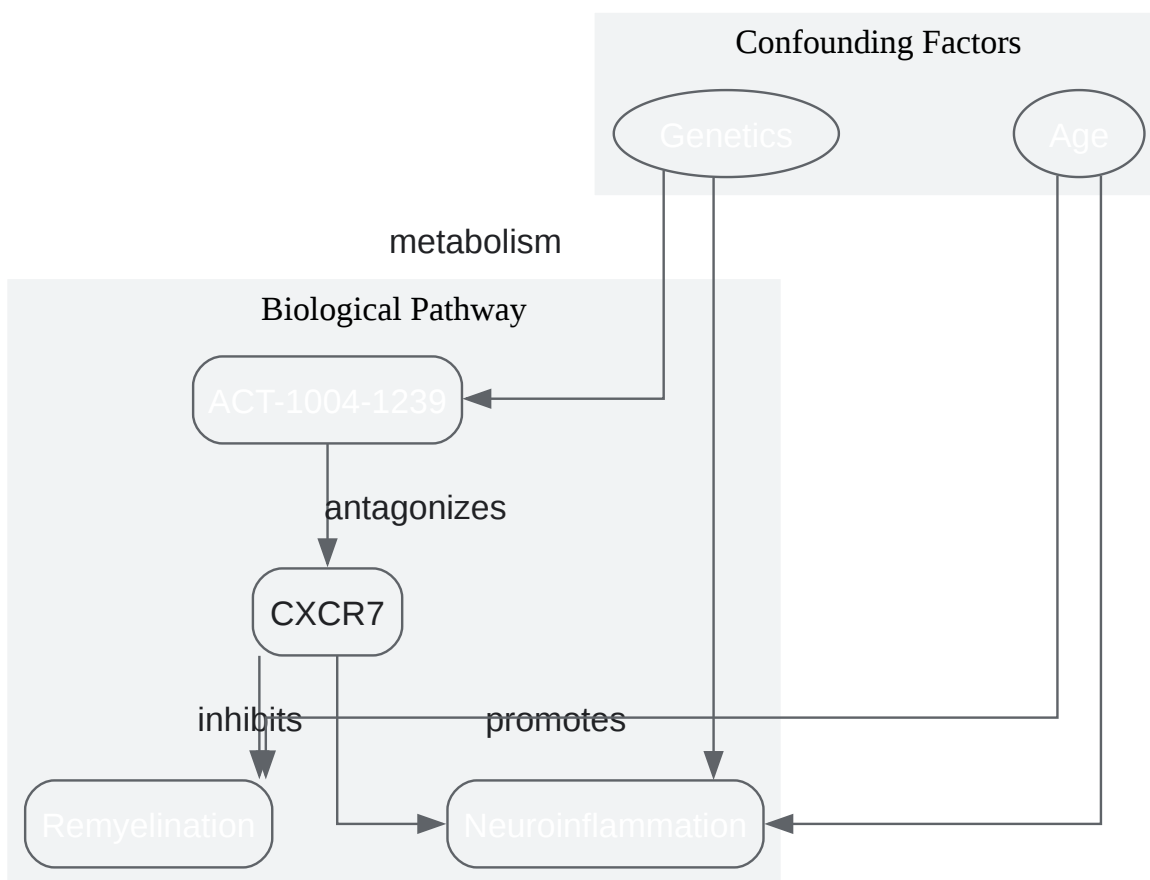 Confounding Factors
Genetics
Age
metabolism
Biological Pathway
ACT-1004-1239
antagonizes
CXCR7
inhibits
promotes
Remyelination
Neuroinflammation